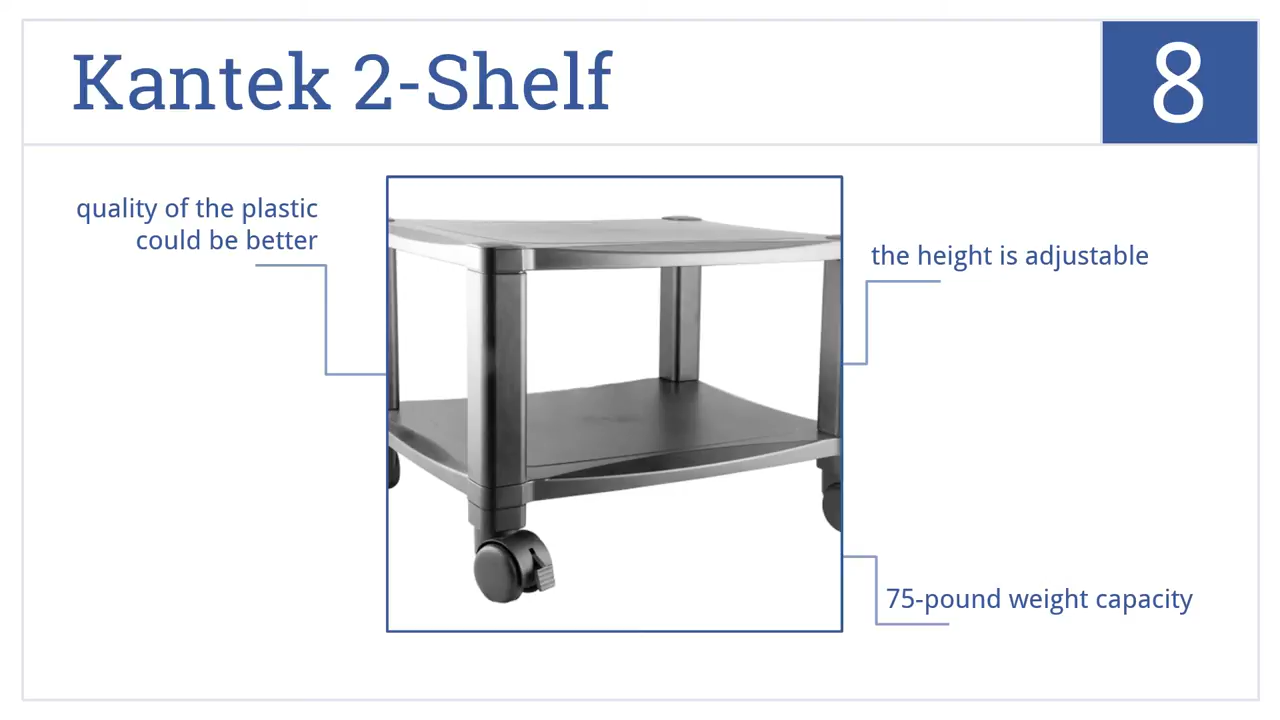 Kantek 2-Shelf
8
quality of the plastic
could be better
the height is adjustable
75-pound weight capacity